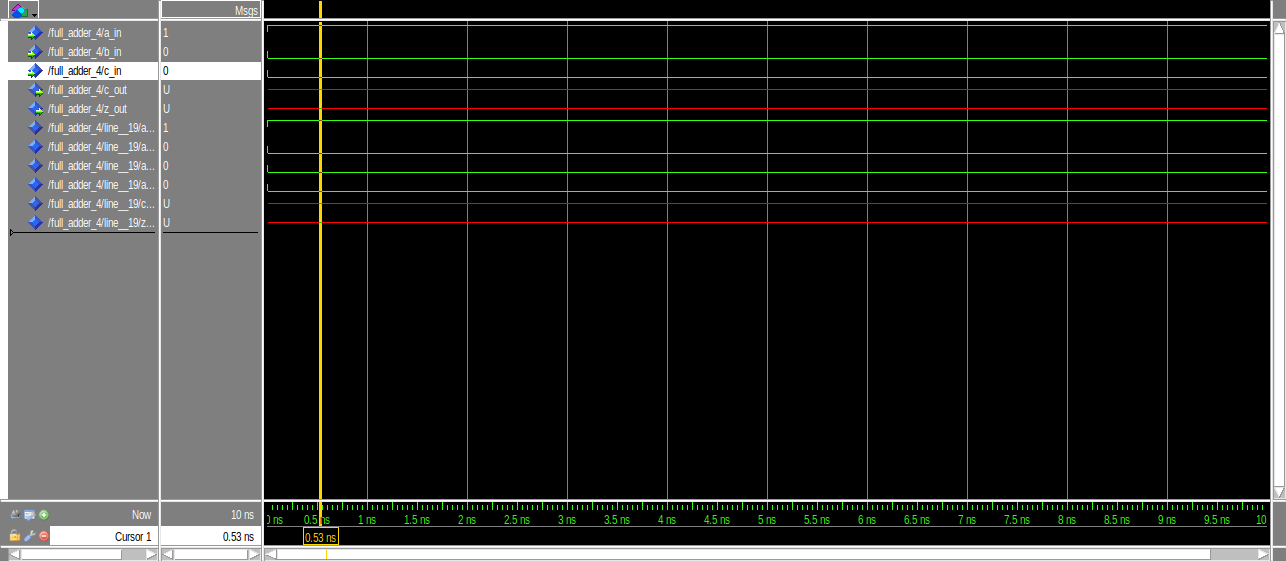 Msgs
/full_adder_4/a_in 1
/full_adder_4/b_in 0
/full_adder_4/c_in 0
/full_adder_4/c_out U
/full_adder_4/z_out U
/full_adder_4/line__19/a... 1
/full_adder_4/line__19/a... 0
/full_adder_4/line__19/a... 0
/full_adder_4/line__19/a... 0
/full_adder_4/line__19/c... U
/full_adder_4/line__19/z... U
Now 10 ns 0 ns 0.5 ns 1 ns 1.5 ns 2 ns 2.5 ns 3 ns 3.5 ns 4 ns 4.5 ns 5 ns 5.5 ns 6 ns 6.5 ns 7 ns 7.5 ns 8 ns 8.5 ns 9 ns 9.5 ns 10
Cursor 1 0.53 ns 0.53 ns